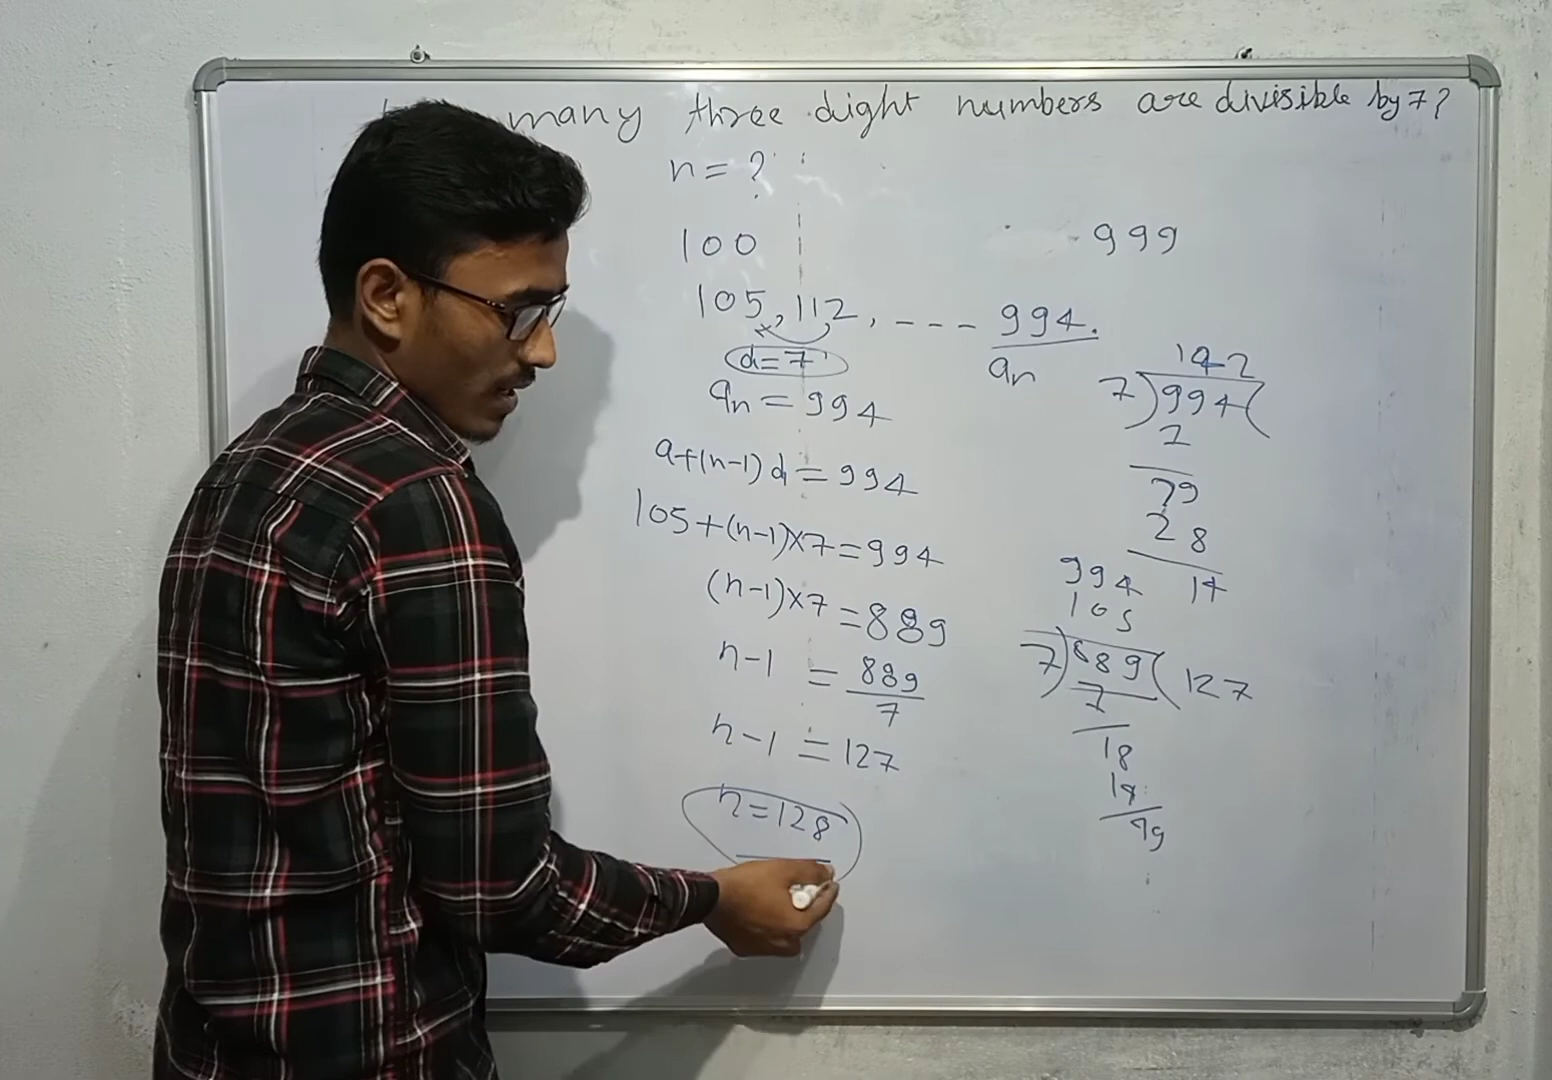 many three dight numbers are divisible by 7?
n = ?
100 999
105, 112, - - - 994.
d = 7
an
an = 994
a+(n-1)d = 994
105+(n-1)×7 = 994
(n-1)×7 = 889
n-1 = 889/7
n-1 = 127
n = 128
142
7)994(
7
29
28
14
994
105
7)889(127
7
18
14
49